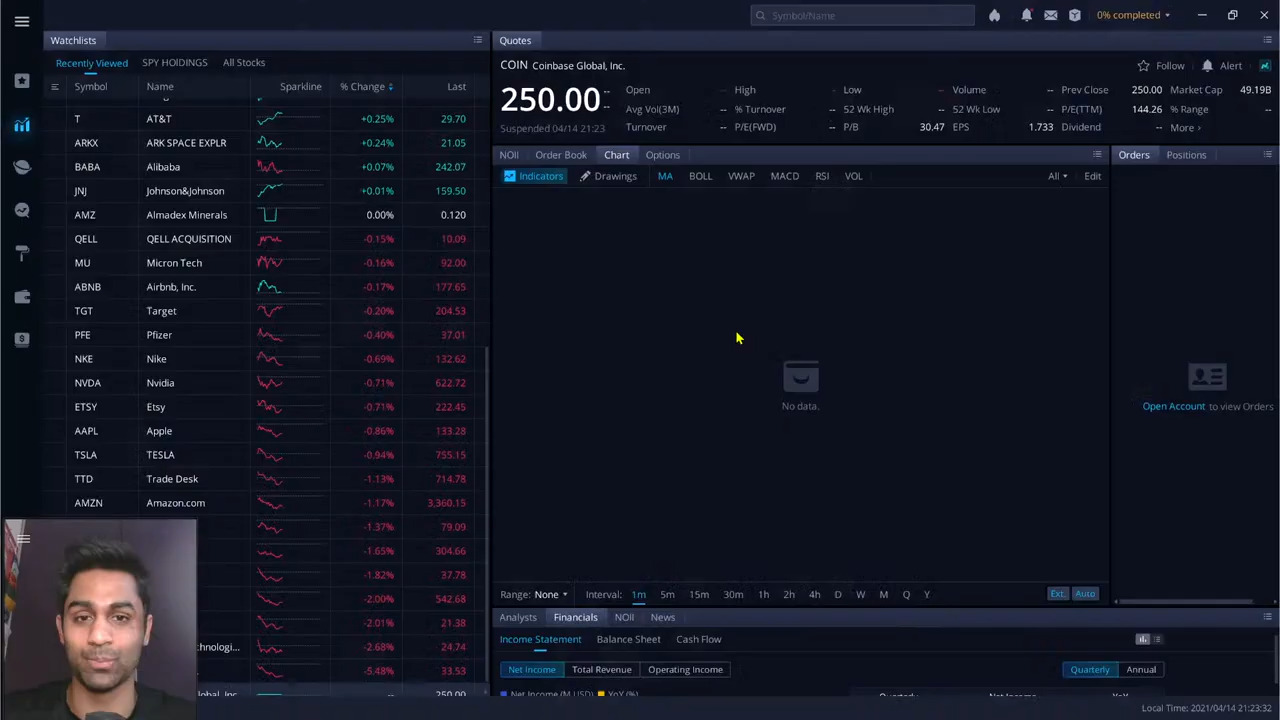 Symbol/Name
0% completed
Watchlists
Recently Viewed SPY HOLDINGS All Stocks
Symbol Name Sparkline % Change Last
T AT&T +0.25% 29.70
ARKX ARK SPACE EXPLR +0.24% 21.05
BABA Alibaba +0.07% 242.07
JNJ Johnson&Johnson +0.01% 159.50
AMZ Almadex Minerals 0.00% 0.120
QELL QELL ACQUISITION -0.15% 10.09
MU Micron Tech -0.16% 92.00
ABNB Airbnb, Inc. -0.17% 177.65
TGT Target -0.20% 204.53
PFE Pfizer -0.40% 37.01
NKE Nike -0.69% 132.62
NVDA Nvidia -0.71% 622.72
ETSY Etsy -0.71% 222.45
AAPL Apple -0.86% 133.28
TSLA TESLA -0.94% 755.15
TTD Trade Desk -1.13% 714.78
AMZN Amazon.com -1.17% 3,360.15
-1.37% 79.09
-1.65% 304.66
-1.82% 37.78
-2.00% 542.68
-2.01% 21.38
chnologi... -2.68% 24.74
-5.48% 33.53
lobal, Inc. -- 250.00
Quotes
COIN Coinbase Global, Inc.
Follow Alert
250.00 -- --
Suspended 04/14 21:23
Open -- High -- Low -- Volume -- Prev Close 250.00 Market Cap 49.19B
Avg Vol(3M) -- % Turnover -- 52 Wk High -- 52 Wk Low -- P/E(TTM) 144.26 % Range --
Turnover -- P/E(FWD) -- P/B 30.47 EPS 1.733 Dividend -- More ›
NOII Order Book Chart Options
Indicators Drawings MA BOLL VWAP MACD RSI VOL All Edit
No data.
Range: None Interval: 1m 5m 15m 30m 1h 2h 4h D W M Q Y Ext. Auto
Orders Positions
Open Account to view Orders
Analysts Financials NOII News
Income Statement Balance Sheet Cash Flow
Net Income Total Revenue Operating Income Quarterly Annual
Net Income (M USD) YoY (%) Quarterly Net Income YoY
Local Time: 2021/04/14 21:23:32